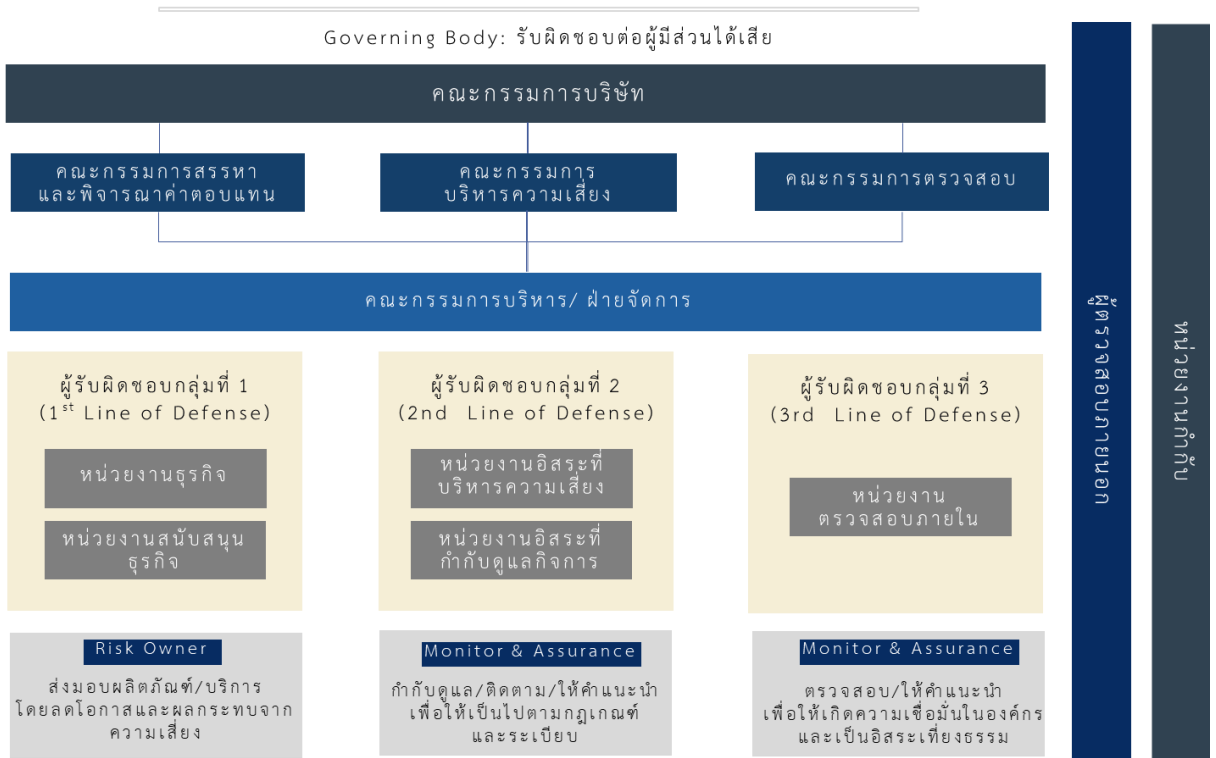 Governing Body: รับผิดชอบต่อผู้มีส่วนได้เสีย
คณะกรรมการบริษัท
คณะกรรมการสรรหา
และพิจารณาค่าตอบแทน
คณะกรรมการ
บริหารความเสี่ยง
คณะกรรมการตรวจสอบ
คณะกรรมการบริหาร/ ฝ่ายจัดการ
ผู้รับผิดชอบกลุ่มที่ 1
(1st Line of Defense)
หน่วยงานธุรกิจ
หน่วยงานสนับสนุน
ธุรกิจ
ผู้รับผิดชอบกลุ่มที่ 2
(2nd Line of Defense)
หน่วยงานอิสระที่
บริหารความเสี่ยง
หน่วยงานอิสระที่
กำกับดูแลกิจการ
ผู้รับผิดชอบกลุ่มที่ 3
(3rd Line of Defense)
หน่วยงาน
ตรวจสอบภายใน
Risk Owner
ส่งมอบผลิตภัณฑ์/บริการ
โดยลดโอกาสและผลกระทบจาก
ความเสี่ยง
Monitor & Assurance
กำกับดูแล/ติดตาม/ให้คำแนะนำ
เพื่อให้เป็นไปตามกฎเกณฑ์
และระเบียบ
Monitor & Assurance
ตรวจสอบ/ให้คำแนะนำ
เพื่อให้เกิดความเชื่อมั่นในองค์กร
และเป็นอิสระเที่ยงธรรม
ผู้ตรวจสอบภายนอก
หน่วยงานกำกับ